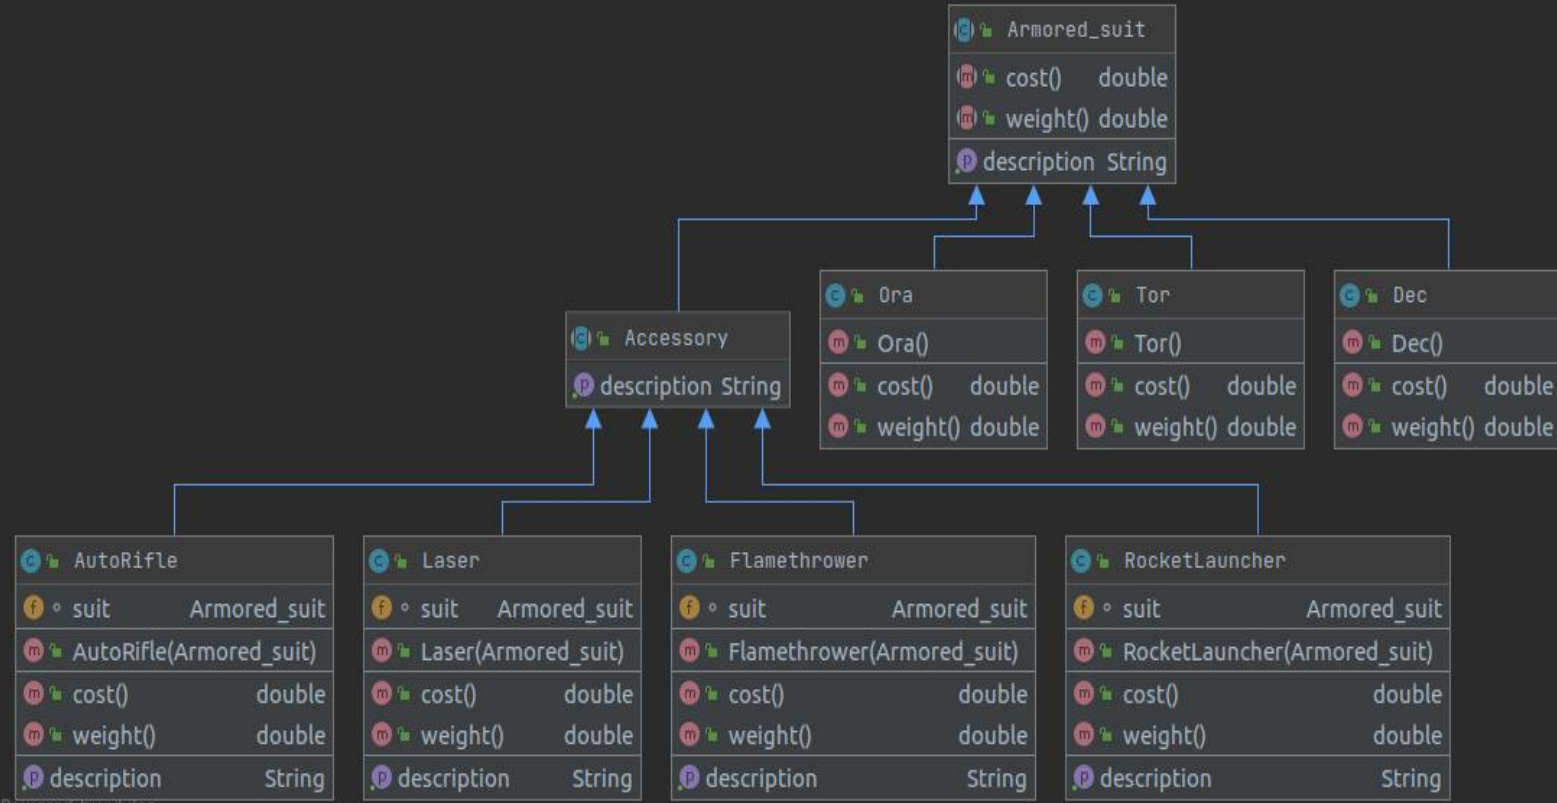 Armored_suit
cost() double
weight() double
description String
Accessory
description String
Ora
Ora()
cost() double
weight() double
Tor
Tor()
cost() double
weight() double
Dec
Dec()
cost() double
weight() double
AutoRifle
suit Armored_suit
AutoRifle(Armored_suit)
cost() double
weight() double
description String
Laser
suit Armored_suit
Laser(Armored_suit)
cost() double
weight() double
description String
Flamethrower
suit Armored_suit
Flamethrower(Armored_suit)
cost() double
weight() double
description String
RocketLauncher
suit Armored_suit
RocketLauncher(Armored_suit)
cost() double
weight() double
description String